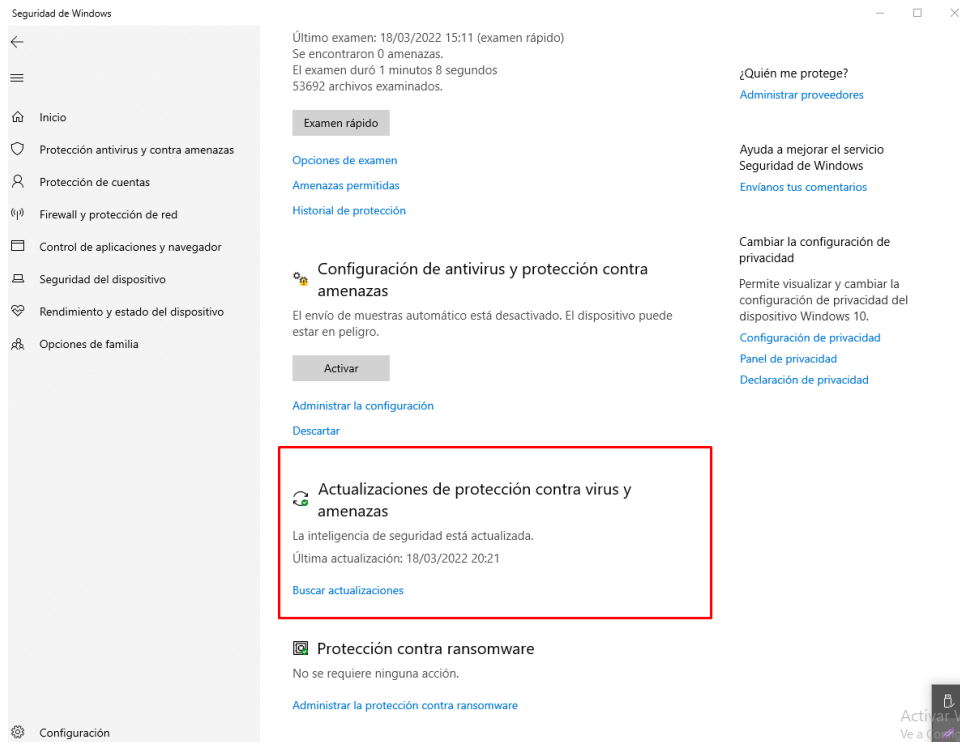 Seguridad de Windows
Inicio
Protección antivirus y contra amenazas
Protección de cuentas
Firewall y protección de red
Control de aplicaciones y navegador
Seguridad del dispositivo
Rendimiento y estado del dispositivo
Opciones de familia
Configuración
Último examen: 18/03/2022 15:11 (examen rápido)
Se encontraron 0 amenazas.
El examen duró 1 minutos 8 segundos
53692 archivos examinados.
Examen rápido
Opciones de examen
Amenazas permitidas
Historial de protección
Configuración de antivirus y protección contra
amenazas
El envío de muestras automático está desactivado. El dispositivo puede
estar en peligro.
Activar
Administrar la configuración
Descartar
Actualizaciones de protección contra virus y
amenazas
La inteligencia de seguridad está actualizada.
Última actualización: 18/03/2022 20:21
Buscar actualizaciones
Protección contra ransomware
No se requiere ninguna acción.
Administrar la protección contra ransomware
¿Quién me protege?
Administrar proveedores
Ayuda a mejorar el servicio
Seguridad de Windows
Envíanos tus comentarios
Cambiar la configuración de
privacidad
Permite visualizar y cambiar la
configuración de privacidad del
dispositivo Windows 10.
Configuración de privacidad
Panel de privacidad
Declaración de privacidad
Activar W
Ve a Config